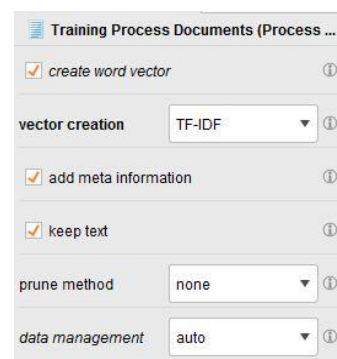 Training Process Documents (Process ...
create word vector
vector creation TF-IDF
add meta information
keep text
prune method none
data management auto